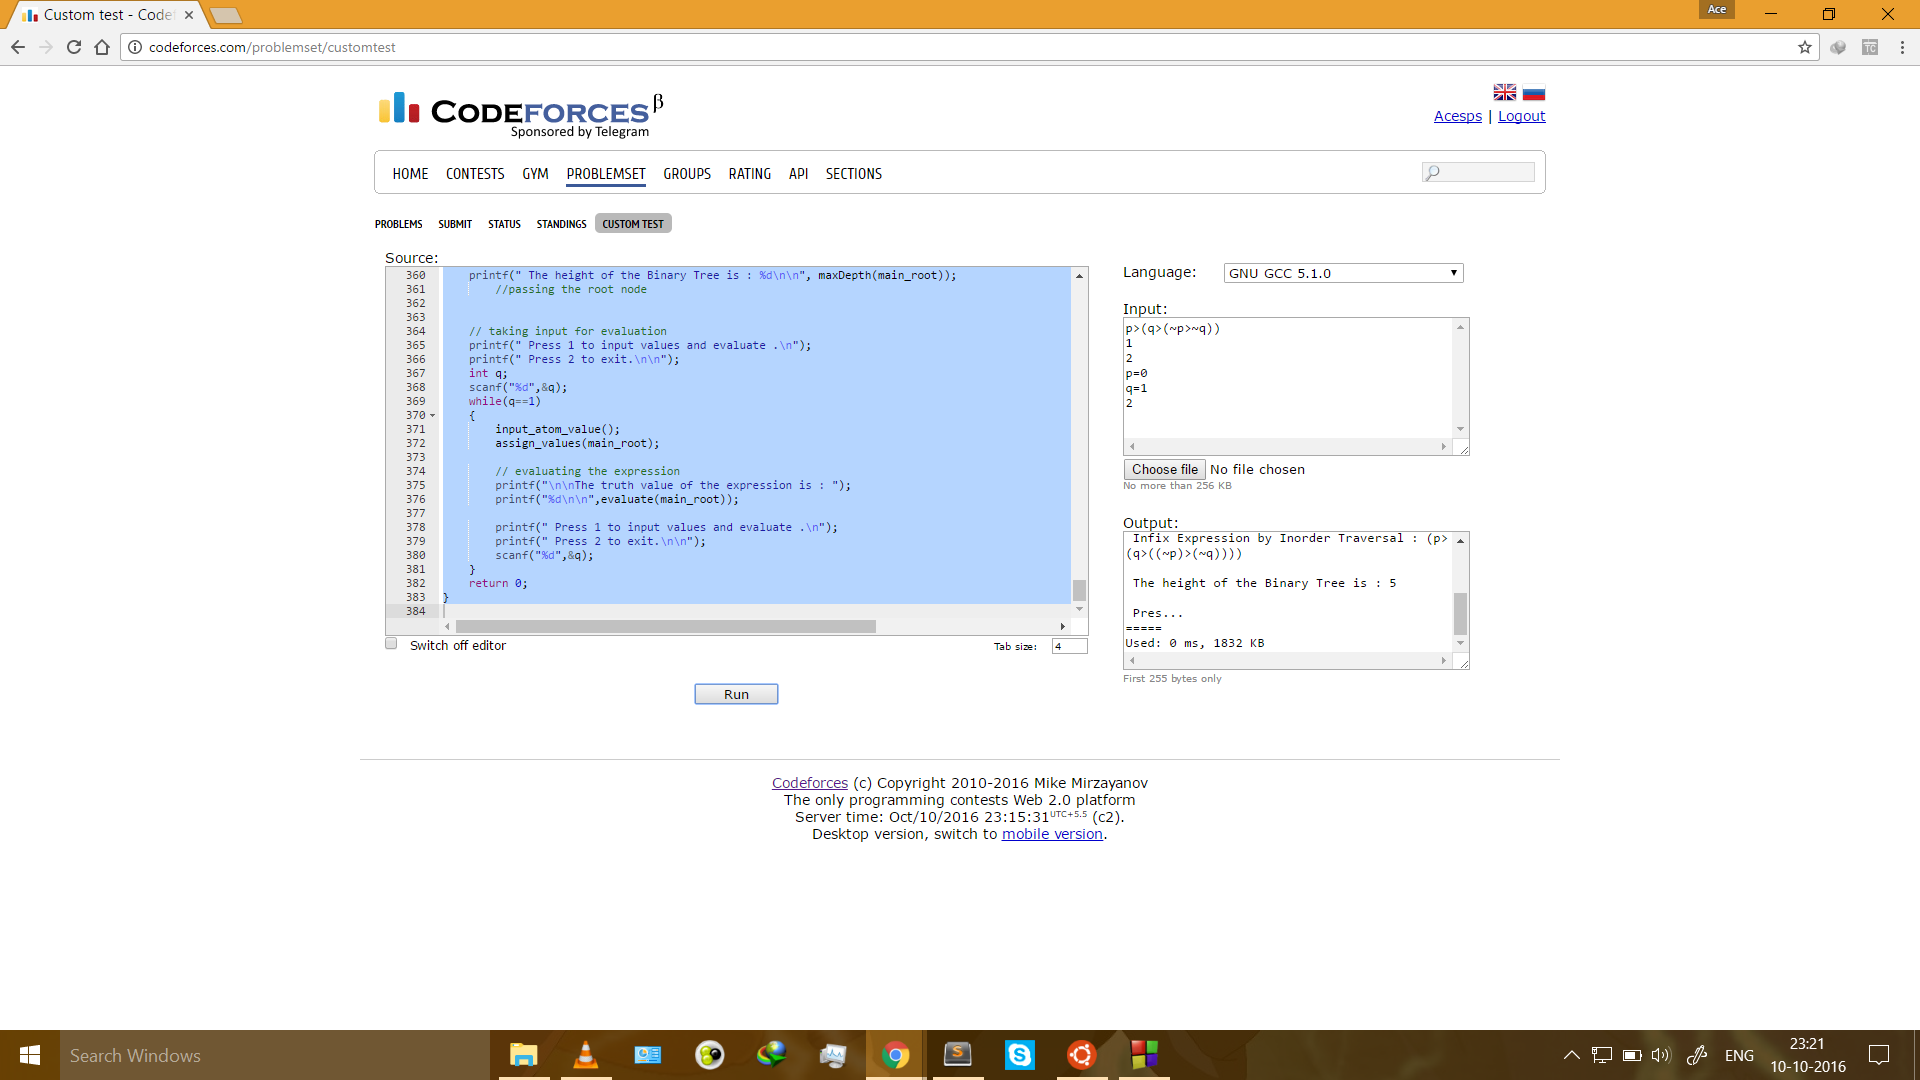 Custom test - Codef
Ace
codeforces.com/problemset/customtest
TC
CODEFORCES β
Sponsored by Telegram
Acesps | Logout
HOME CONTESTS GYM PROBLEMSET GROUPS RATING API SECTIONS
PROBLEMS SUBMIT STATUS STANDINGS CUSTOM TEST
Source:
360 printf(" The height of the Binary Tree is : %d\n\n", maxDepth(main_root));
361 //passing the root node
362
363
364 // taking input for evaluation
365 printf(" Press 1 to input values and evaluate .\n");
366 printf(" Press 2 to exit.\n\n");
367 int q;
368 scanf("%d",&q);
369 while(q==1)
370 {
371 input_atom_value();
372 assign_values(main_root);
373
374 // evaluating the expression
375 printf("\n\nThe truth value of the expression is : ");
376 printf("%d\n\n",evaluate(main_root));
377
378 printf(" Press 1 to input values and evaluate .\n");
379 printf(" Press 2 to exit.\n\n");
380 scanf("%d",&q);
381 }
382 return 0;
383 }
384
Switch off editor
Tab size: 4
Run
Language: GNU GCC 5.1.0
Input:
p>(q>(~p>~q))
1
2
p=0
q=1
2
Choose file No file chosen
No more than 256 KB
Output:
Infix Expression by Inorder Traversal : (p>
(q>((~p)>(~q))))
The height of the Binary Tree is : 5
Pres...
=====
Used: 0 ms, 1832 KB
First 255 bytes only
Codeforces (c) Copyright 2010-2016 Mike Mirzayanov
The only programming contests Web 2.0 platform
Server time: Oct/10/2016 23:15:31 UTC+5.5 (c2).
Desktop version, switch to mobile version.
Search Windows
ENG
23:21
10-10-2016